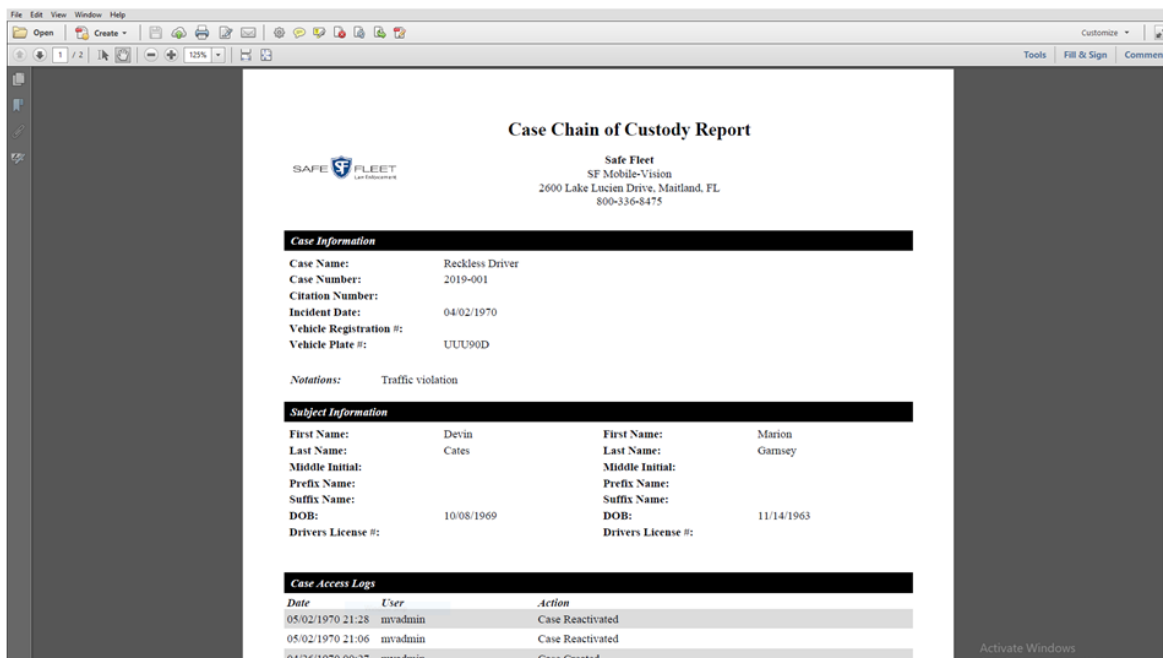 File Edit View Window Help
Open Create Customize
1 / 2 125% Tools Fill & Sign Commen
Case Chain of Custody Report
SAFE SF FLEET
Law Enforcement
Safe Fleet
SF Mobile-Vision
2600 Lake Lucien Drive, Maitland, FL
800-336-8475
Case Information
Case Name: Reckless Driver
Case Number: 2019-001
Citation Number:
Incident Date: 04/02/1970
Vehicle Registration #:
Vehicle Plate #: UUU90D
Notations: Traffic violation
Subject Information
First Name: Devin First Name: Marion
Last Name: Cates Last Name: Garnsey
Middle Initial: Middle Initial:
Prefix Name: Prefix Name:
Suffix Name: Suffix Name:
DOB: 10/08/1969 DOB: 11/14/1963
Drivers License #: Drivers License #:
Case Access Logs
Date User Action
05/02/1970 21:28 mvadmin Case Reactivated
05/02/1970 21:06 mvadmin Case Reactivated
Case Created
Activate Windows